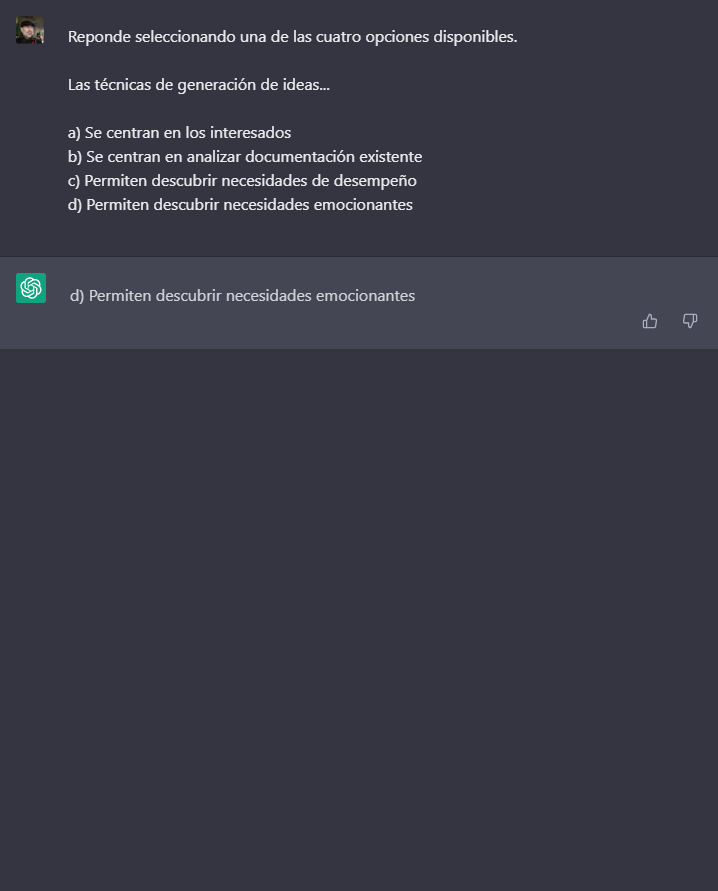 Reponde seleccionando una de las cuatro opciones disponibles.
Las técnicas de generación de ideas...
a) Se centran en los interesados
b) Se centran en analizar documentación existente
c) Permiten descubrir necesidades de desempeño
d) Permiten descubrir necesidades emocionantes
d) Permiten descubrir necesidades emocionantes